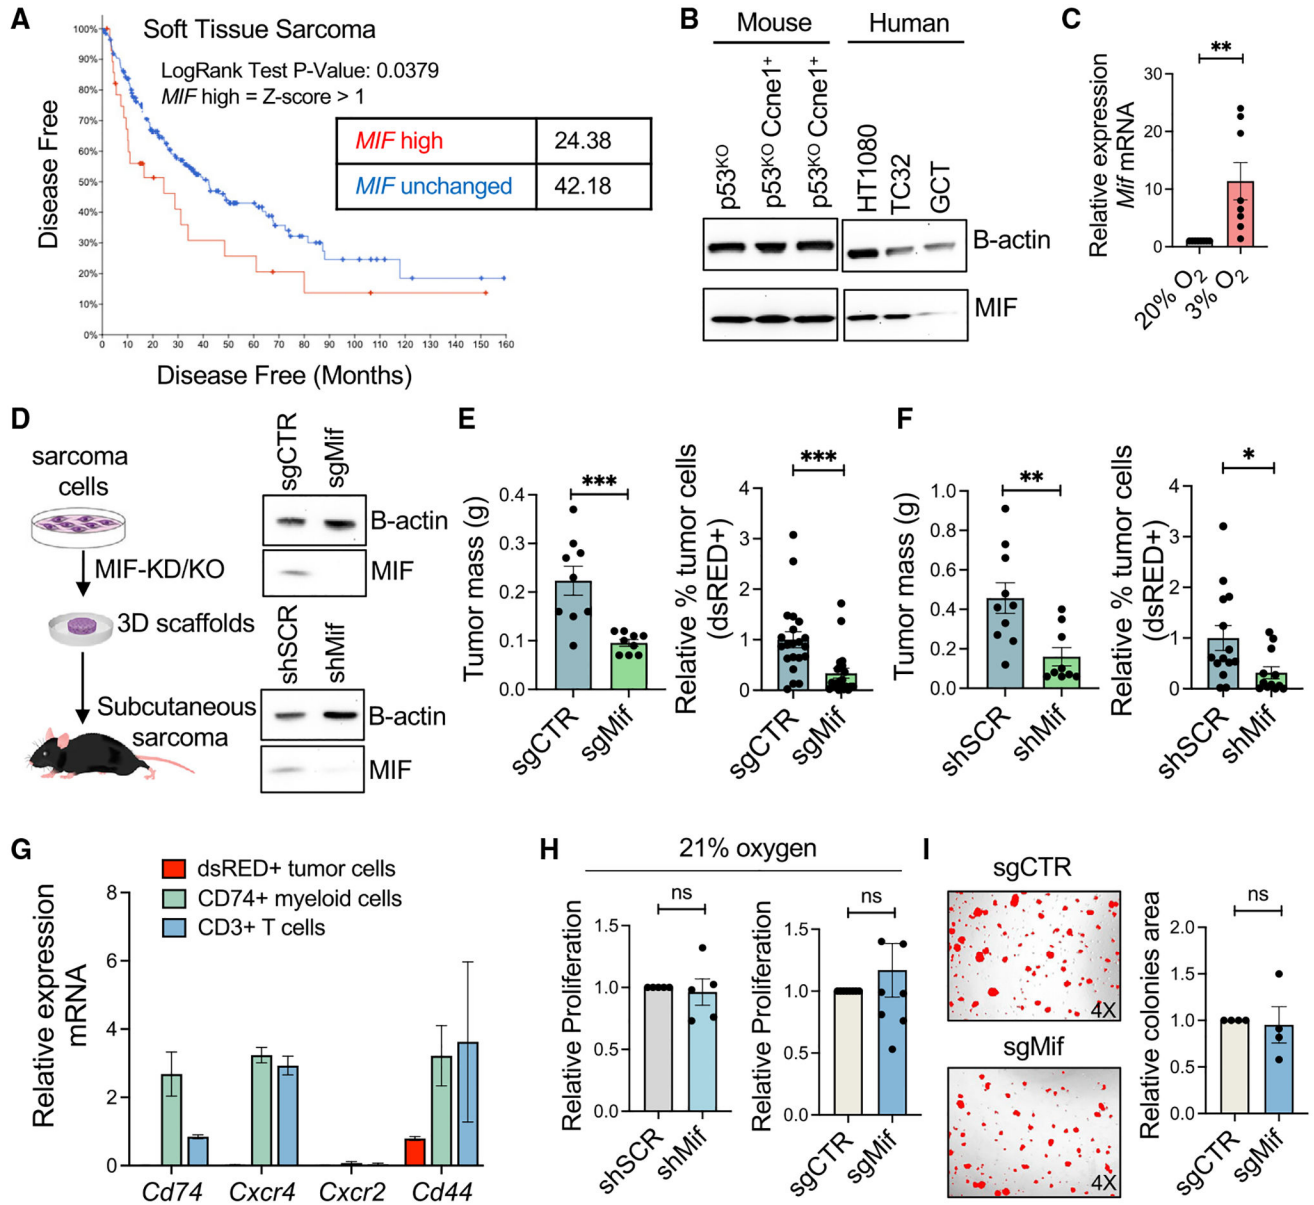 A
Soft Tissue Sarcoma
LogRank Test P-Value: 0.0379
MIF high = Z-score > 1
MIF high 24.38
MIF unchanged 42.18
Disease Free
100%
90%
80%
70%
60%
50%
40%
30%
20%
10%
0%
0 10 20 30 40 50 60 70 80 90 100 110 120 130 140 150 160
Disease Free (Months)
B
Mouse Human
p53KO
p53KO Ccne1+
p53KO Ccne1+
HT1080
TC32
GCT
B-actin
MIF
C
**
Relative expression
Mif mRNA
30
20
10
0
20% O2
3% O2
D
sarcoma
cells
MIF-KD/KO
3D scaffolds
Subcutaneous
sarcoma
sgCTR
sgMif
B-actin
MIF
shSCR
shMif
B-actin
MIF
E
***
Tumor mass (g)
0.4
0.3
0.2
0.1
0.0
sgCTR
sgMif
***
Relative % tumor cells
(dsRED+)
4
3
2
1
0
sgCTR
sgMif
F
**
Tumor mass (g)
1.0
0.8
0.6
0.4
0.2
0.0
shSCR
shMif
*
Relative % tumor cells
(dsRED+)
4
3
2
1
0
shSCR
shMif
G
dsRED+ tumor cells
CD74+ myeloid cells
CD3+ T cells
Relative expression
mRNA
8
6
4
2
0
Cd74 Cxcr4 Cxcr2 Cd44
H
21% oxygen
ns
Relative Proliferation
1.5
1.0
0.5
0.0
shSCR
shMif
ns
Relative Proliferation
1.5
1.0
0.5
0.0
sgCTR
sgMif
I
sgCTR
4X
sgMif
4X
ns
Relative colonies area
2.0
1.5
1.0
0.5
0.0
sgCTR
sgMif